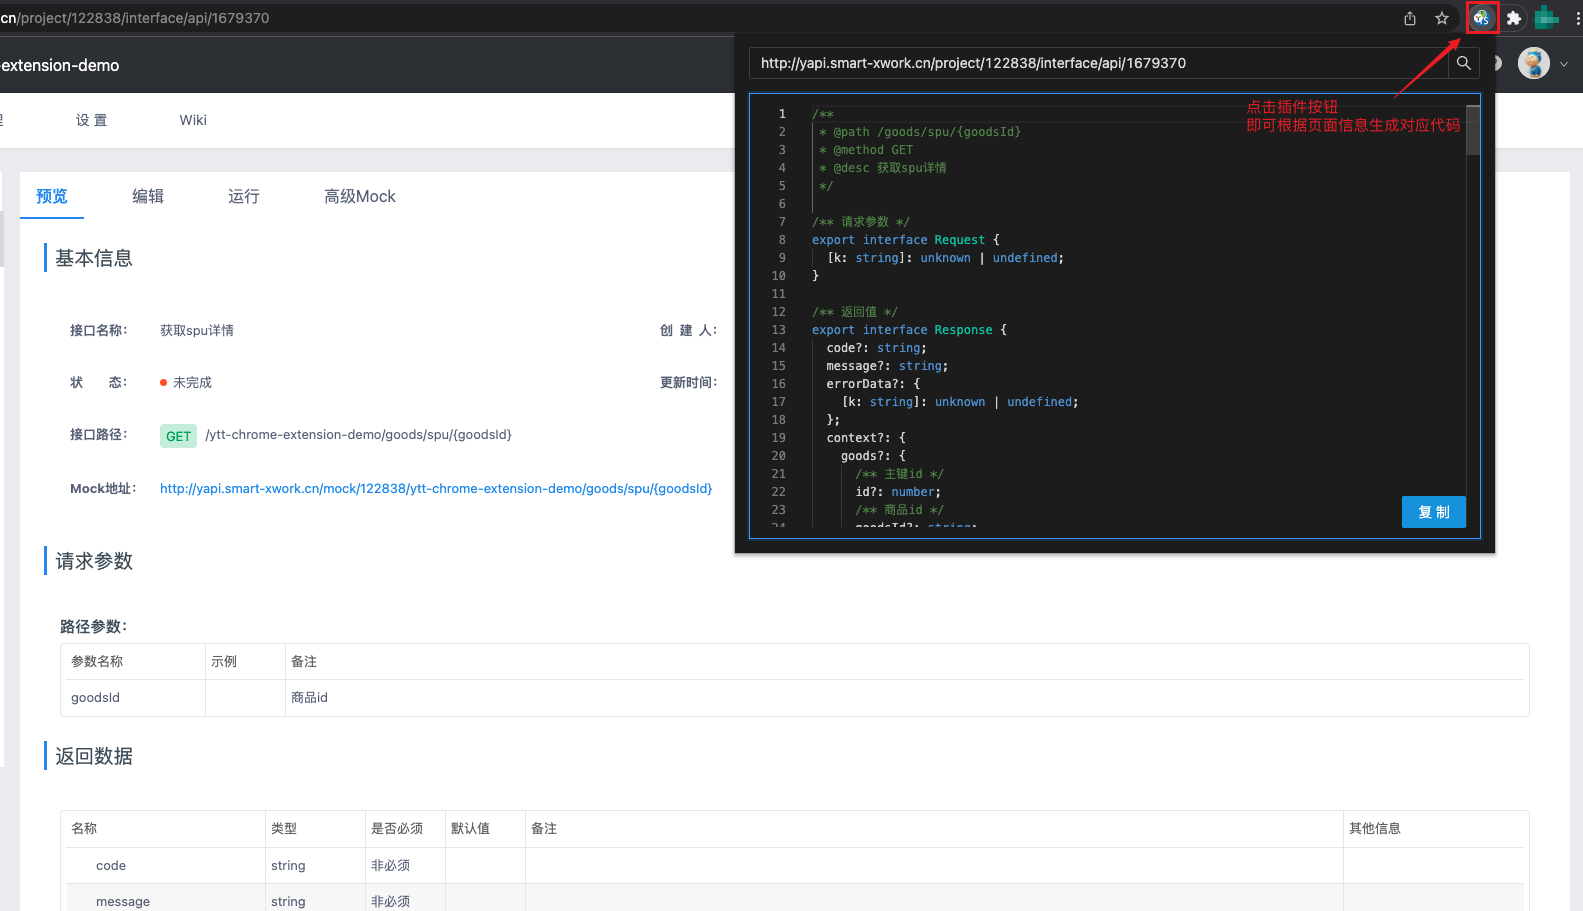 cn/project/122838/interface/api/1679370
-extension-demo
http://yapi.smart-xwork.cn/project/122838/interface/api/1679370
点击插件按钮
即可根据页面信息生成对应代码
设置
Wiki
预览
编辑
运行
高级Mock
1 /**
2 * @path /goods/spu/{goodsId}
3 * @method GET
4 * @desc 获取spu详情
5 */
6
7 /** 请求参数 */
8 export interface Request {
9 [k: string]: unknown | undefined;
10 }
11
12 /** 返回值 */
13 export interface Response {
14 code?: string;
15 message?: string;
16 errorData?: {
17 [k: string]: unknown | undefined;
18 };
19 context?: {
20 goods?: {
21 /** 主键id */
22 id?: number;
23 /** 商品id */
24 goodsId?: string;
复制
基本信息
接口名称： 获取spu详情 创建人：
状 态： 未完成 更新时间：
接口路径： GET /ytt-chrome-extension-demo/goods/spu/{goodsId}
Mock地址： http://yapi.smart-xwork.cn/mock/122838/ytt-chrome-extension-demo/goods/spu/{goodsId}
请求参数
路径参数：
参数名称 示例 备注
goodsId 商品id
返回数据
名称 类型 是否必须 默认值 备注 其他信息
code string 非必须
message string 非必须